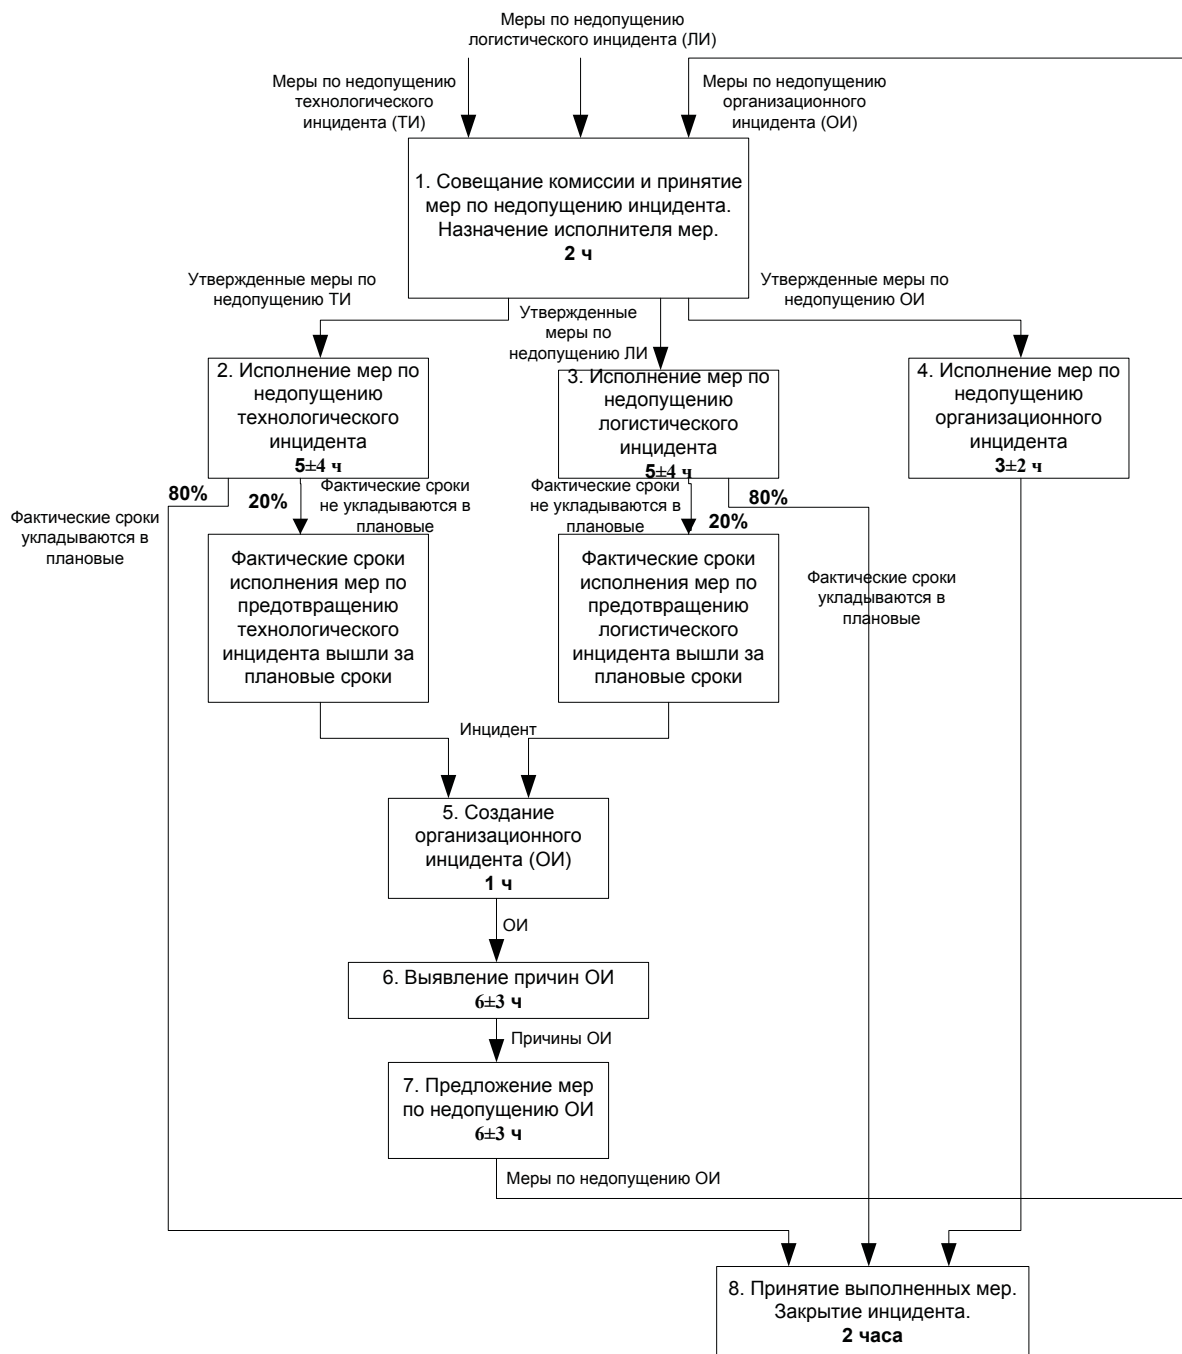 Меры по недопущению
логистического инцидента (ЛИ)
Меры по недопущению
технологического
инцидента (ТИ)
Меры по недопущению
организационного
инцидента (ОИ)
1. Совещание комиссии и принятие
мер по недопущению инцидента.
Назначение исполнителя мер.
2 ч
Утвержденные меры по
недопущению ТИ
Утвержденные
меры по
недопущению ЛИ
Утвержденные меры по
недопущению ОИ
2. Исполнение мер по
недопущению
технологического
инцидента
5±4 ч
3. Исполнение мер по
недопущению
логистического
инцидента
5±4 ч
4. Исполнение мер по
недопущению
организационного
инцидента
3±2 ч
80%
Фактические сроки
укладываются в
плановые
20%
Фактические сроки
не укладываются в
плановые
Фактические сроки
не укладываются в
плановые
20%
80%
Фактические сроки
укладываются в
плановые
Фактические сроки
исполнения мер по
предотвращению
технологического
инцидента вышли за
плановые сроки
Фактические сроки
исполнения мер по
предотвращению
логистического
инцидента вышли за
плановые сроки
Инцидент
5. Создание
организационного
инцидента (ОИ)
1 ч
ОИ
6. Выявление причин ОИ
6±3 ч
Причины ОИ
7. Предложение мер
по недопущению ОИ
6±3 ч
Меры по недопущению ОИ
8. Принятие выполненных мер.
Закрытие инцидента.
2 часа